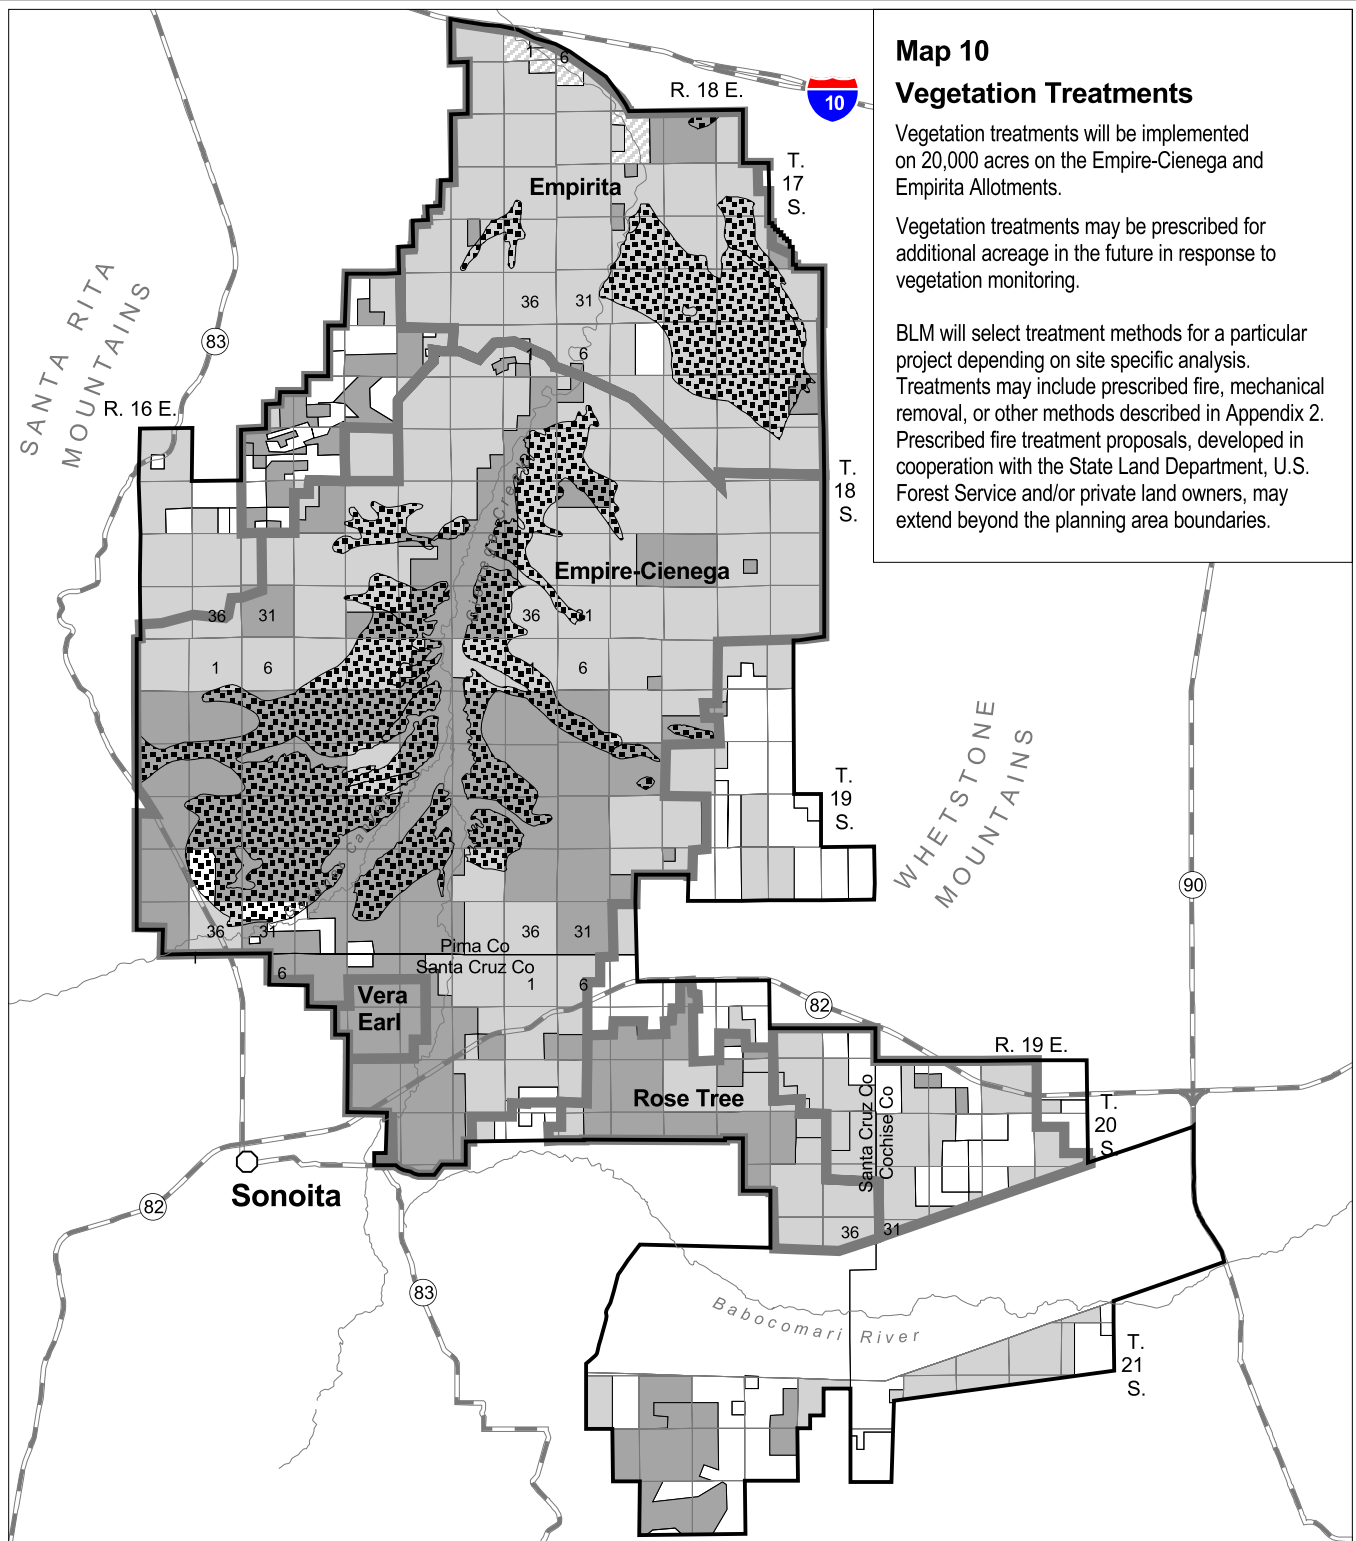 Map 10
Vegetation Treatments
Vegetation treatments will be implemented
on 20,000 acres on the Empire-Cienega and
Empirita Allotments.
Vegetation treatments may be prescribed for
additional acreage in the future in response to
vegetation monitoring.
BLM will select treatment methods for a particular
project depending on site specific analysis.
Treatments may include prescribed fire, mechanical
removal, or other methods described in Appendix 2.
Prescribed fire treatment proposals, developed in
cooperation with the State Land Department, U.S.
Forest Service and/or private land owners, may
extend beyond the planning area boundaries.
1
6
10
R. 18 E.
T.
17
S.
Empirita
36
31
SANTA RITA
MOUNTAINS
83
6
R. 16 E.
T.
18
S.
Empire-Cienega
36
31
36
31
1
6
6
WHETSTONE
MOUNTAINS
T.
19
S.
90
36
31
36
31
Pima Co
Santa Cruz Co
6
1
6
Vera
Earl
82
R. 19 E.
Rose Tree
Santa Cruz Co
Cochise Co
T.
20
S.
Sonoita
82
36
31
83
Babocomari River
T.
21
S.